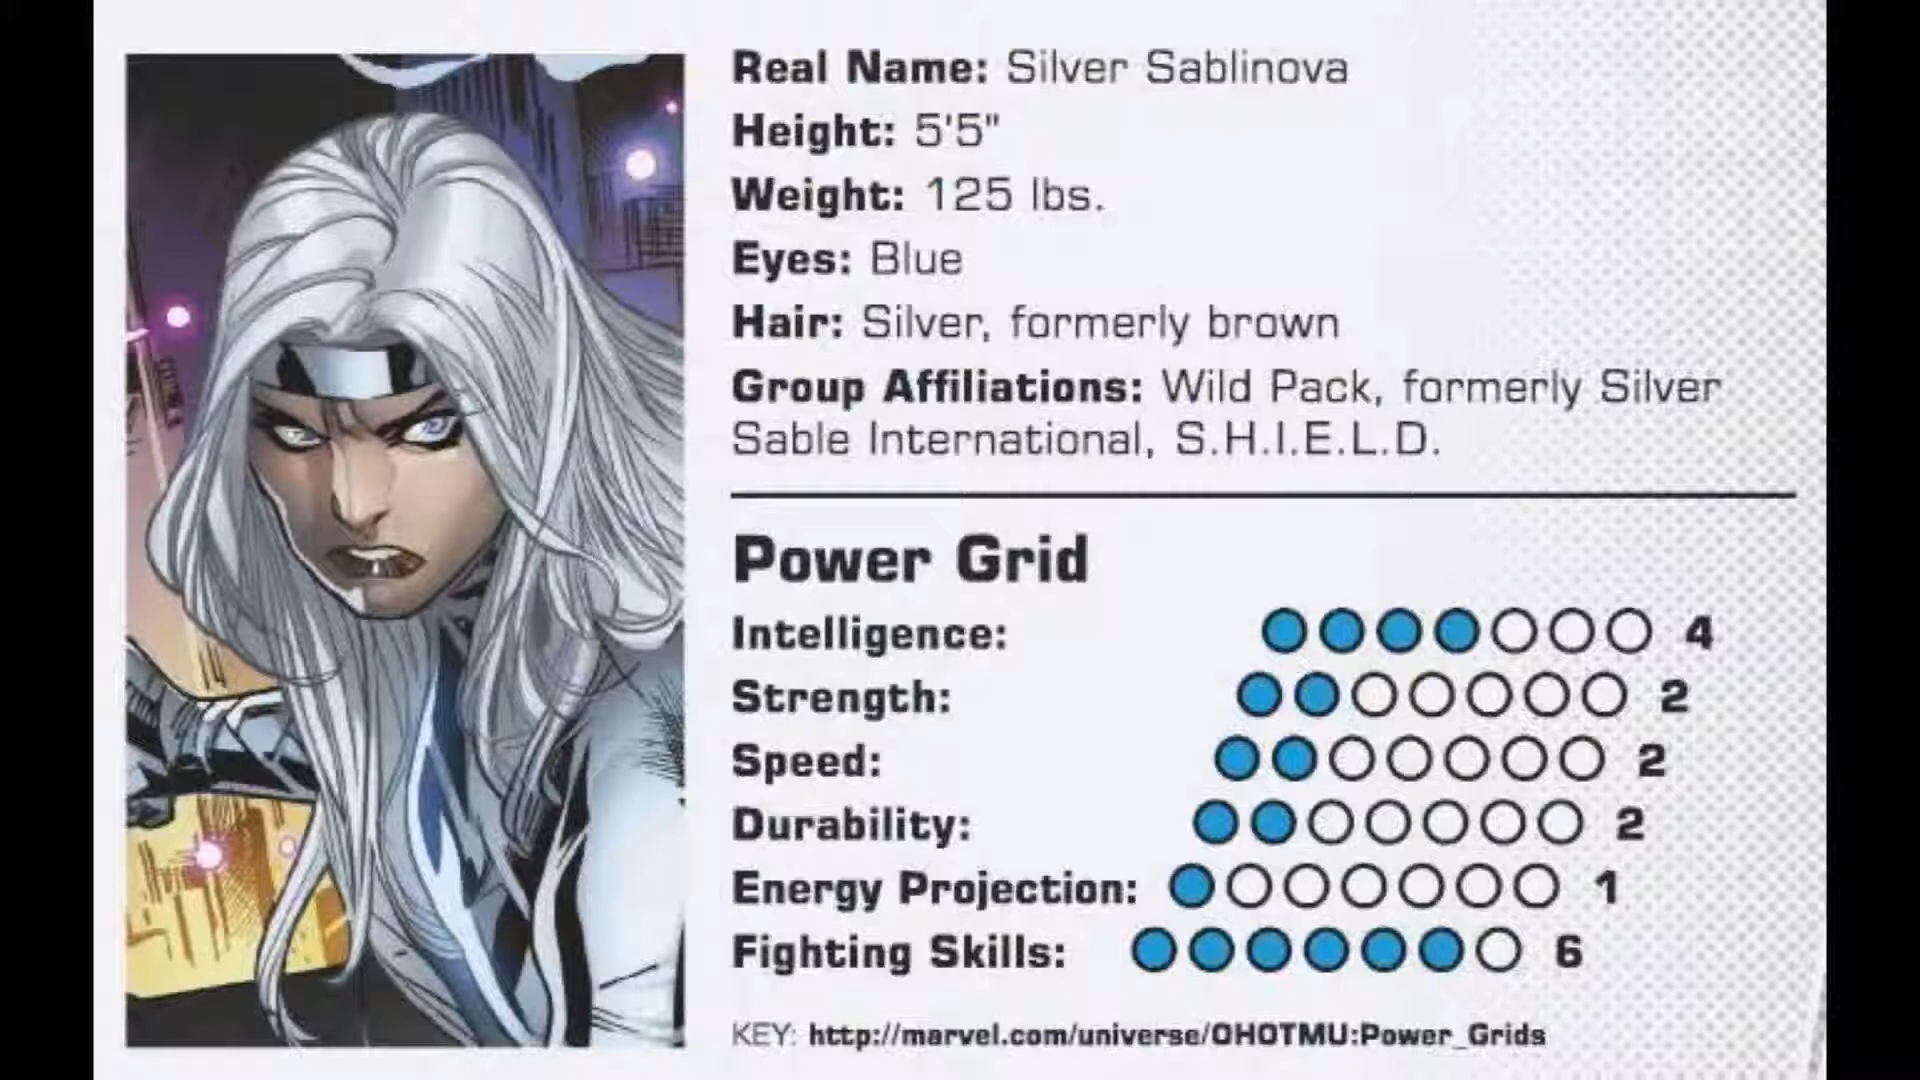 Real Name: Silver Sablinova
Height: 5'5"
Weight: 125 lbs.
Eyes: Blue
Hair: Silver, formerly brown
Group Affiliations: Wild Pack, formerly Silver
Sable International, S.H.I.E.L.D.
Power Grid
Intelligence: 4
Strength: 2
Speed: 2
Durability: 2
Energy Projection: 1
Fighting Skills: 6
KEY: http://marvel.com/universe/OHOTMU:Power_Grids